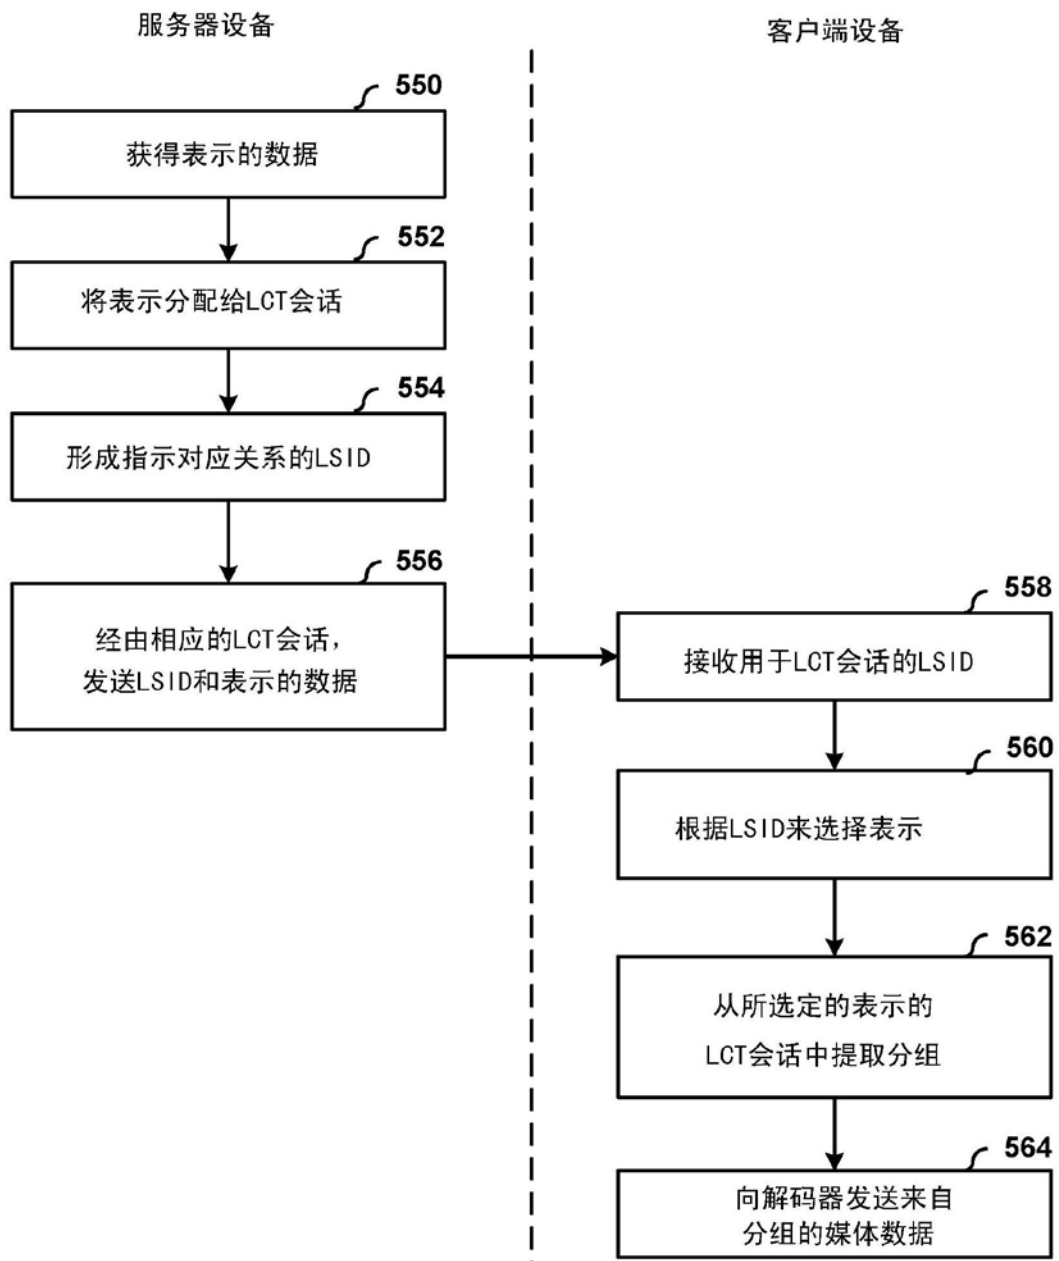 服务器设备
客户端设备
550
获得表示的数据
552
将表示分配给LCT会话
554
形成指示对应关系的LSID
556
经由相应的LCT会话，
发送LSID和表示的数据
558
接收用于LCT会话的LSID
560
根据LSID来选择表示
562
从所选定的表示的
LCT会话中提取分组
564
向解码器发送来自
分组的媒体数据